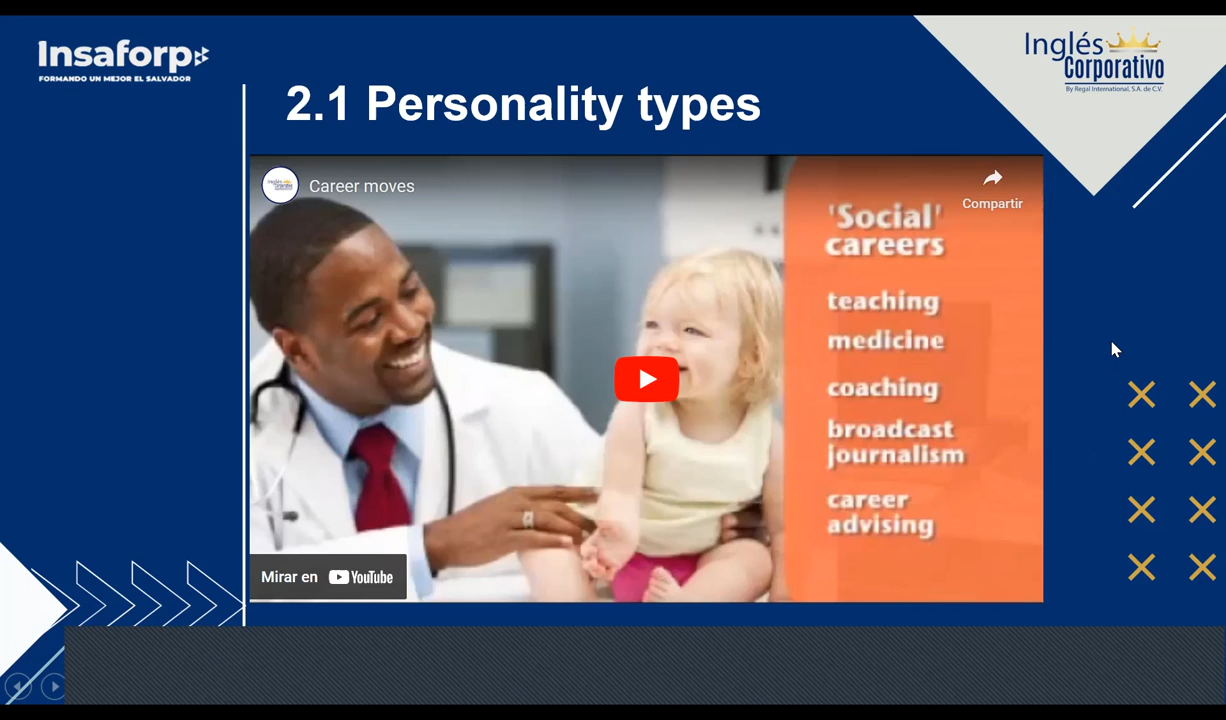 Insaforp
FORMANDO UN MEJOR EL SALVADOR
Inglés
Corporativo
By Regal International, S.A. de C.V.
2.1 Personality types
Career moves
Compartir
'Social'
careers
teaching
medicine
coaching
broadcast
journalism
career
advising
Mirar en YouTube